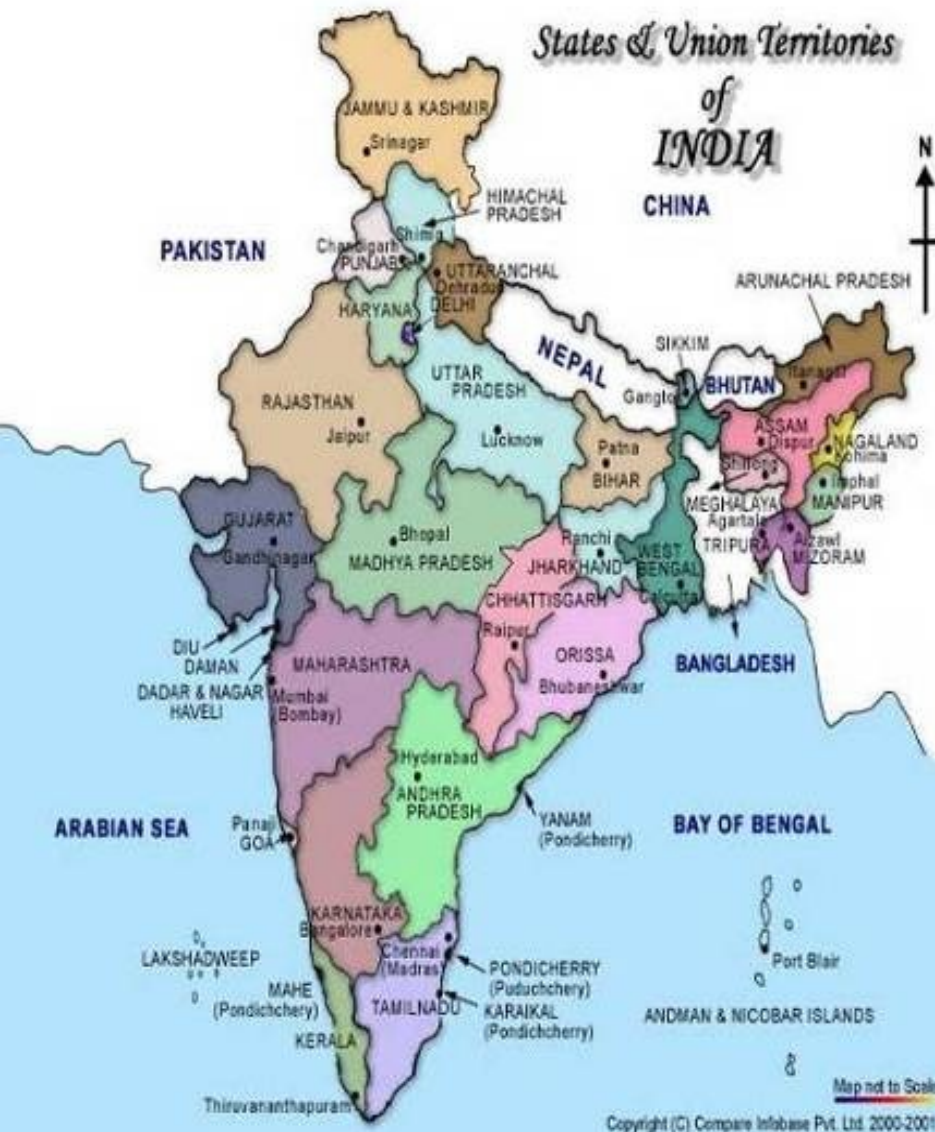 States & Union Territories
of
INDIA
N
JAMMU & KASHMIR
Srinagar
HIMACHAL
PRADESH
CHINA
PAKISTAN
Chandigarh
Shimla
PUNJAB
UTTARANCHAL
Dehradun
DELHI
HARYANA
ARUNACHAL PRADESH
Itanagar
SIKKIM
Gangtok
NEPAL
BHUTAN
UTTAR
PRADESH
Lucknow
RAJASTHAN
Jaipur
Patna
BIHAR
ASSAM
Dispur
NAGALAND
Kohima
Shillong
MEGHALAYA
Imphal
MANIPUR
Agartala
TRIPURA
Aizawl
MIZORAM
GUJARAT
Gandhinagar
Bhopal
MADHYA PRADESH
Ranchi
JHARKHAND
WEST
BENGAL
Calcutta
CHHATTISGARH
Raipur
ORISSA
Bhubaneshwar
BANGLADESH
DIU
DAMAN
DADAR & NAGAR
HAVELI
MAHARASHTRA
Mumbai
(Bombay)
Hyderabad
ANDHRA
PRADESH
YANAM
(Pondicherry)
ARABIAN SEA
BAY OF BENGAL
Panaji
GOA
KARNATAKA
Bangalore
LAKSHADWEEP
MAHE
(Pondichchery)
Chennai
(Madras)
PONDICHERRY
(Puduchchery)
TAMILNADU
KARAIKAL
(Pondichcherry)
KERALA
Thiruvananthapuram
Port Blair
ANDMAN & NICOBAR ISLANDS
Map not to Scale
Copyright (C) Compare Infobase Pvt. Ltd. 2000-2001